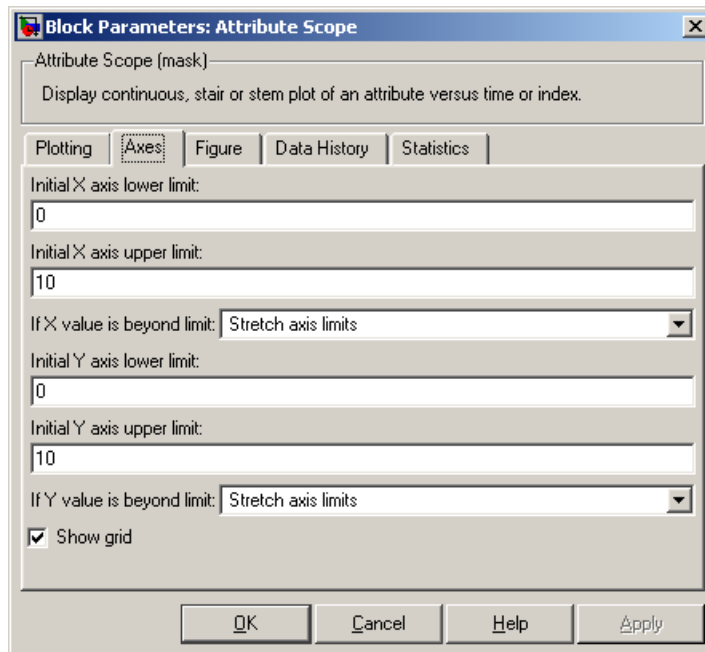 Block Parameters: Attribute Scope
Attribute Scope (mask)
Display continuous, stair or stem plot of an attribute versus time or index.
Plotting Axes Figure Data History Statistics
Initial X axis lower limit:
0
Initial X axis upper limit:
10
If X value is beyond limit: Stretch axis limits
Initial Y axis lower limit:
0
Initial Y axis upper limit:
10
If Y value is beyond limit: Stretch axis limits
Show grid
OK Cancel Help Apply